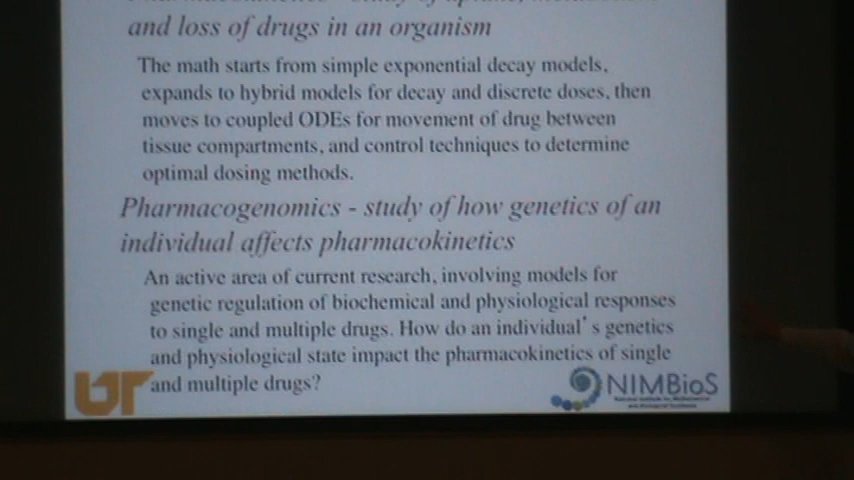 and loss of drugs in an organism
The math starts from simple exponential decay models,
expands to hybrid models for decay and discrete doses, then
moves to coupled ODEs for movement of drug between
tissue compartments, and control techniques to determine
optimal dosing methods.
Pharmacogenomics - study of how genetics of an
individual affects pharmacokinetics
An active area of current research, involving models for
genetic regulation of biochemical and physiological responses
to single and multiple drugs. How do an individual's genetics
and physiological state impact the pharmacokinetics of single
and multiple drugs?
UT
NIMBioS